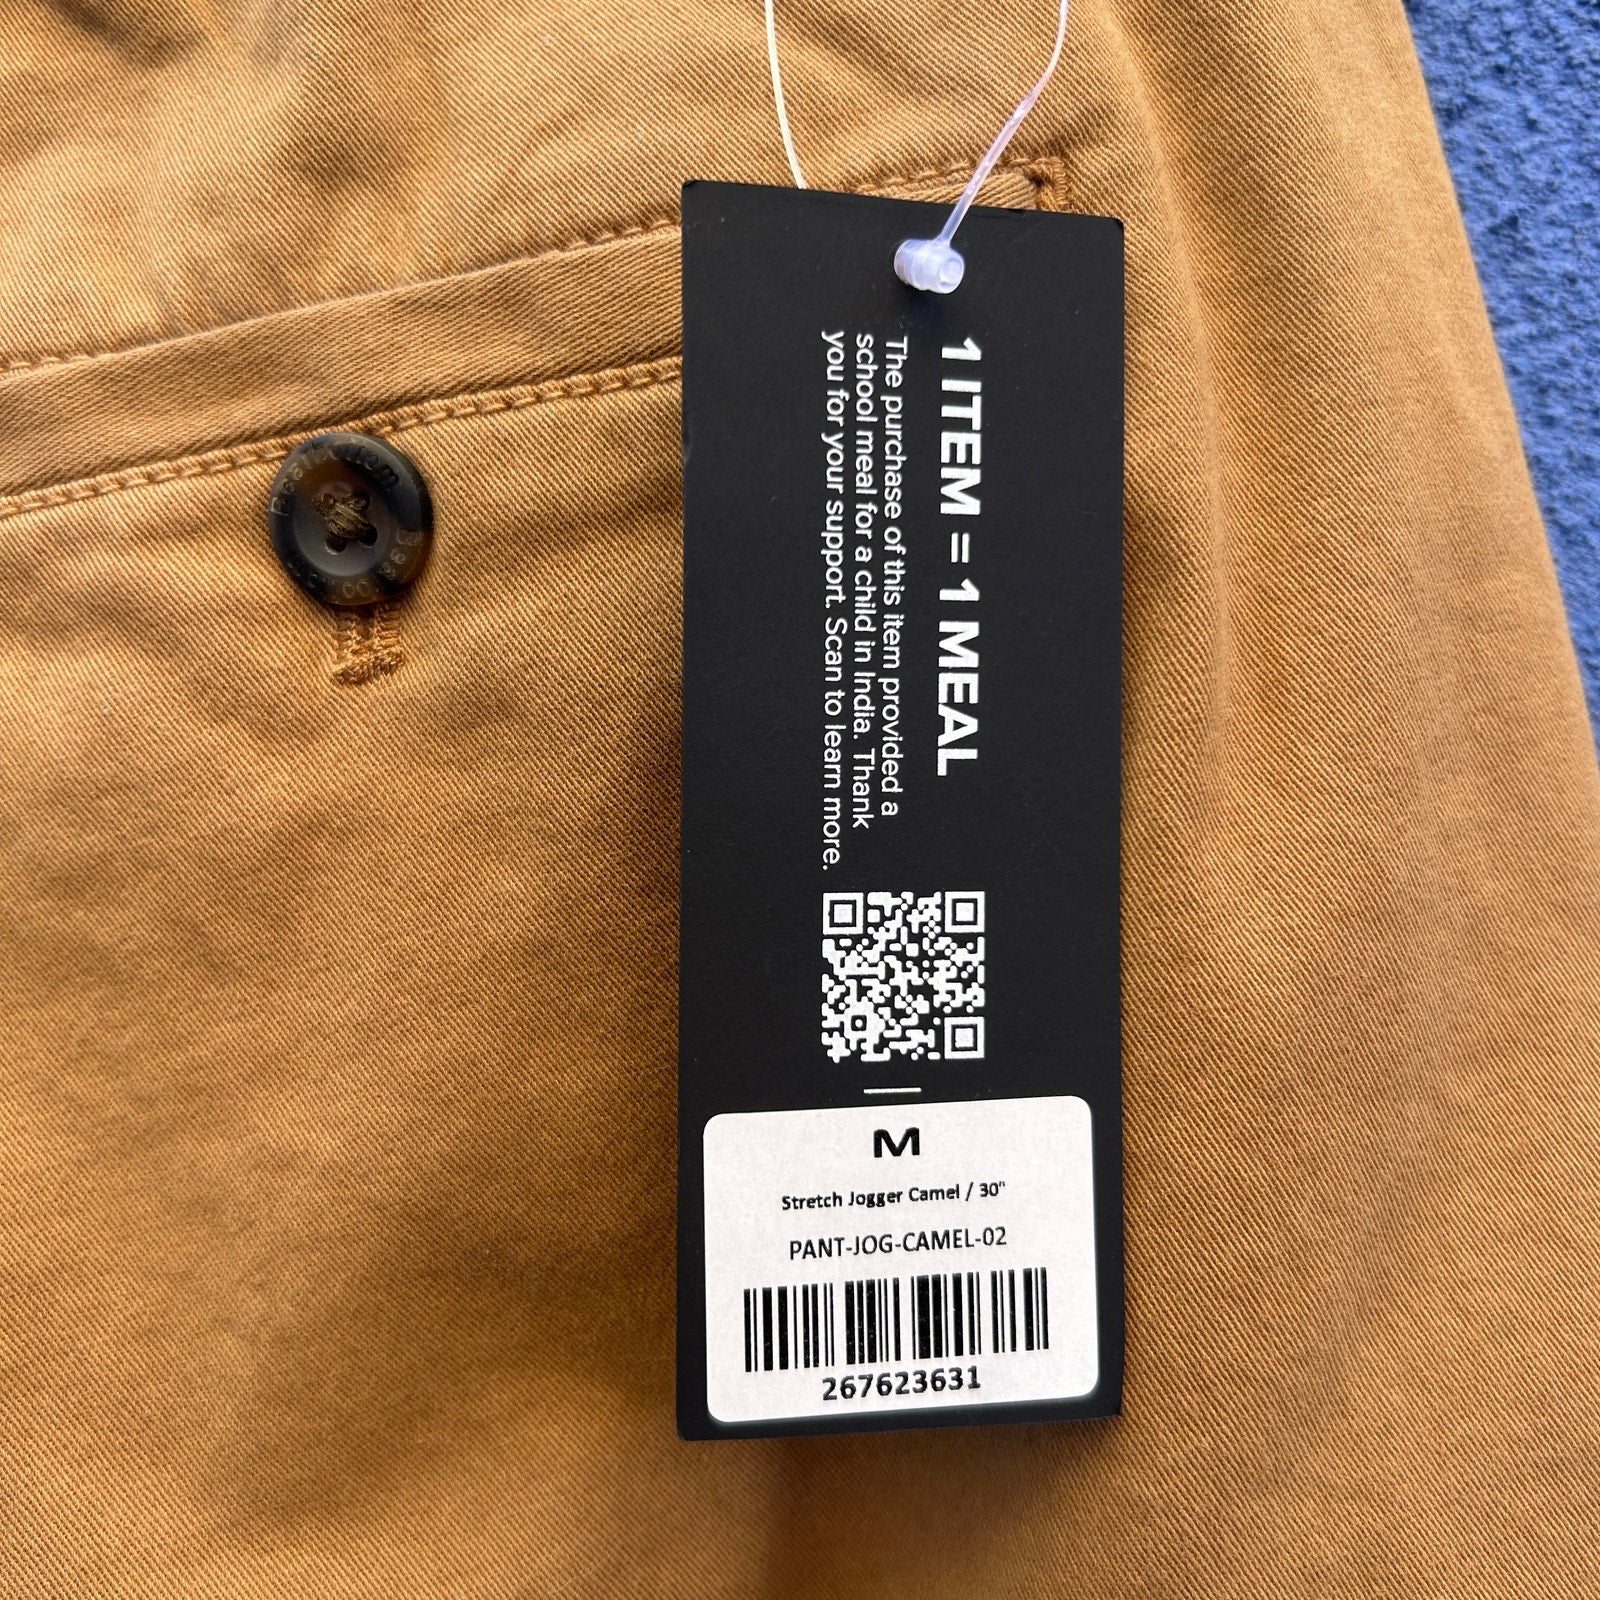 1 ITEM = 1 MEAL
The purchase of this item provided a
school meal for a child in India. Thank
you for your support. Scan to learn more.
M
Stretch Jogger Camel / 30"
PANT-JOG-CAMEL-02
267623631